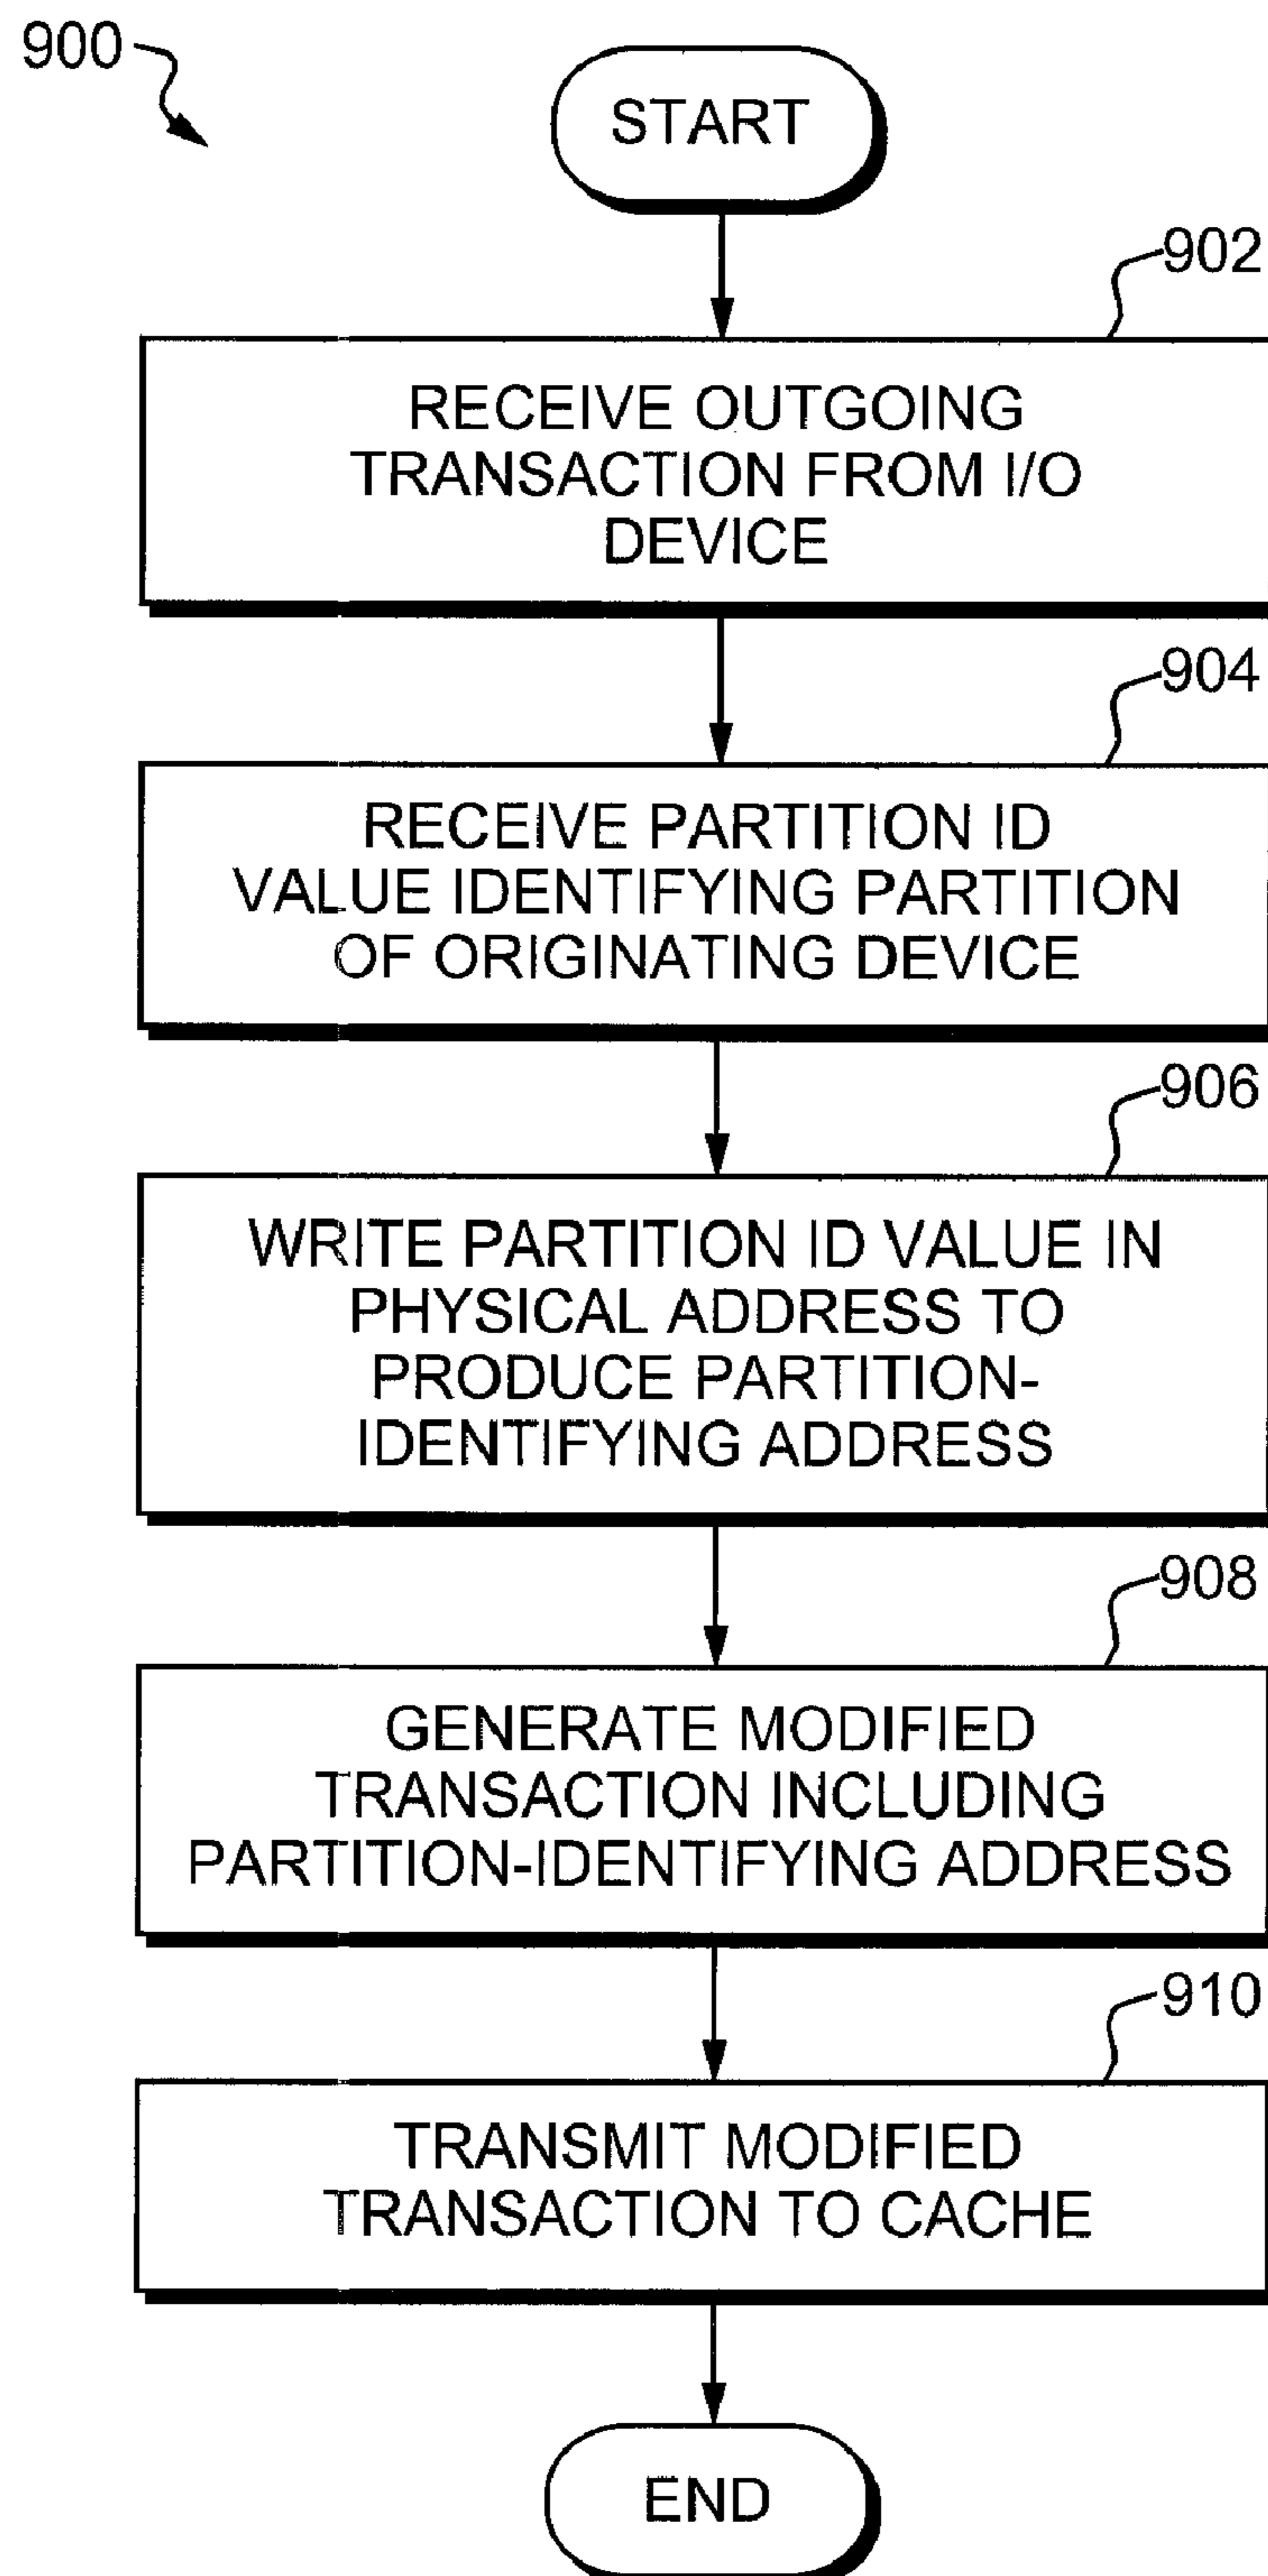 900
START
902
RECEIVE OUTGOING
TRANSACTION FROM I/O
DEVICE
904
RECEIVE PARTITION ID
VALUE IDENTIFYING PARTITION
OF ORIGINATING DEVICE
906
WRITE PARTITION ID VALUE IN
PHYSICAL ADDRESS TO
PRODUCE PARTITION-
IDENTIFYING ADDRESS
908
GENERATE MODIFIED
TRANSACTION INCLUDING
PARTITION-IDENTIFYING ADDRESS
910
TRANSMIT MODIFIED
TRANSACTION TO CACHE
END